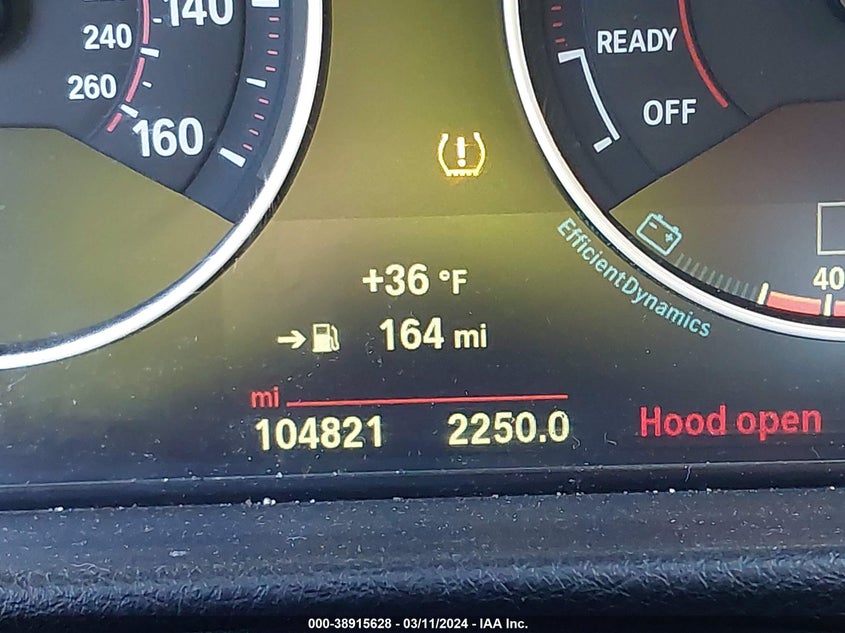 140
240
260
160
READY
OFF
+36 °F
EfficientDynamics
40
164 mi
mi
104821 2250.0
Hood open
000-38915628 - 03/11/2024 - IAA Inc.